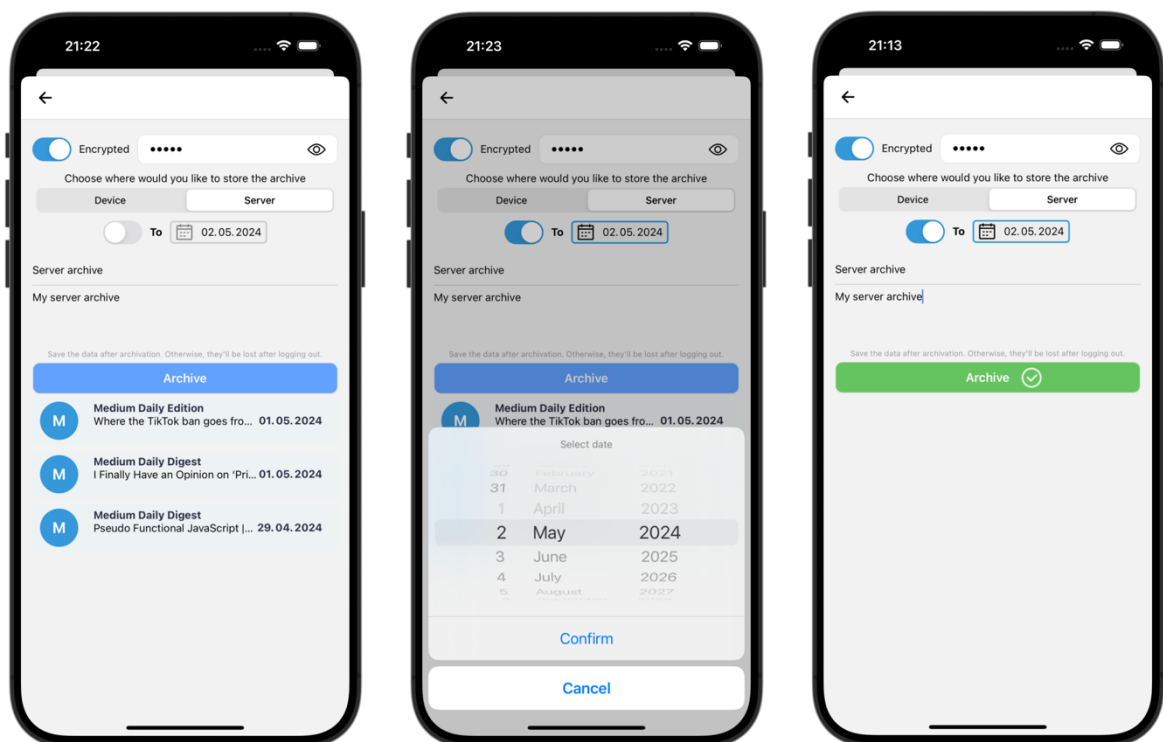 21:22
Encrypted •••••
Choose where would you like to store the archive
Device Server
To 02.05.2024
Server archive
My server archive
Save the data after archivation. Otherwise, they'll be lost after logging out.
Archive
M
Medium Daily Edition
Where the TikTok ban goes fro... 01.05.2024
M
Medium Daily Digest
I Finally Have an Opinion on ‘Pri... 01.05.2024
M
Medium Daily Digest
Pseudo Functional JavaScript |... 29.04.2024
21:23
Encrypted •••••
Choose where would you like to store the archive
Device Server
To 02.05.2024
Server archive
My server archive
Save the data after archivation. Otherwise, they'll be lost after logging out.
Archive
M
Medium Daily Edition
Where the TikTok ban goes fro... 01.05.2024
Select date
30 February 2021
31 March 2022
1 April 2023
2 May 2024
3 June 2025
4 July 2026
5 August 2027
Confirm
Cancel
21:13
Encrypted •••••
Choose where would you like to store the archive
Device Server
To 02.05.2024
Server archive
My server archive
Save the data after archivation. Otherwise, they'll be lost after logging out.
Archive